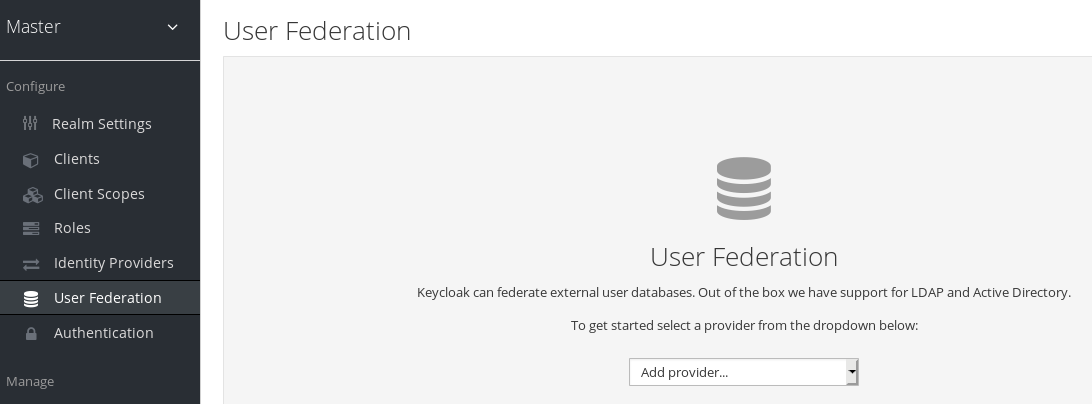 Master
Configure
Realm Settings
Clients
Client Scopes
Roles
Identity Providers
User Federation
Authentication
Manage
User Federation
User Federation
Keycloak can federate external user databases. Out of the box we have support for LDAP and Active Directory.
To get started select a provider from the dropdown below:
Add provider...